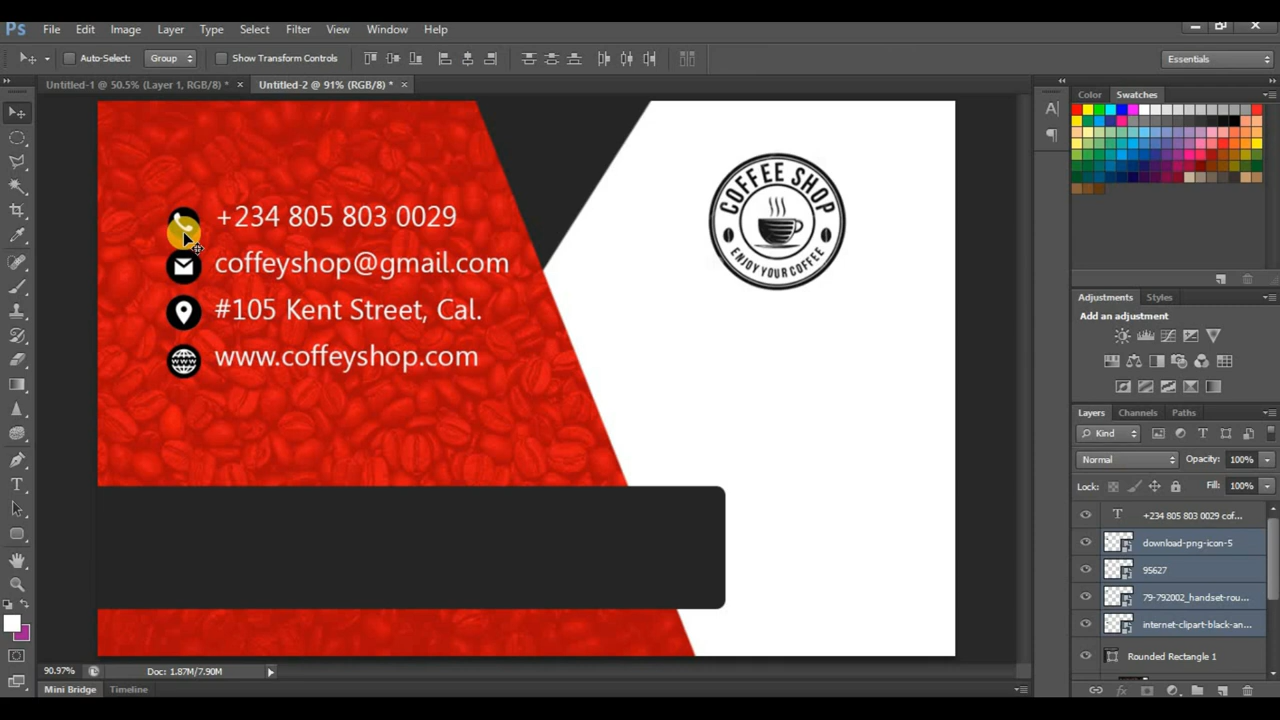 Ps File Edit Image Layer Type Select Filter View Window Help
Auto-Select: Group Show Transform Controls Essentials
Untitled-1 @ 50.5% (Layer 1, RGB/8) * × Untitled-2 @ 91% (RGB/8) * ×
Color Swatches
COFFEE SHOP
ENJOY YOUR COFFEE
+234 805 803 0029
coffeyshop@gmail.com
#105 Kent Street, Cal.
www.coffeyshop.com
WWW
Adjustments Styles
Add an adjustment
Layers Channels Paths
Kind
Normal Opacity: 100%
Lock: Fill: 100%
T +234 805 803 0029 cof...
download-png-icon-5
95627
79-792002_handset-rou...
internet-clipart-black-an...
Rounded Rectangle 1
90.97% Doc: 1.87M/7.90M
Mini Bridge Timeline